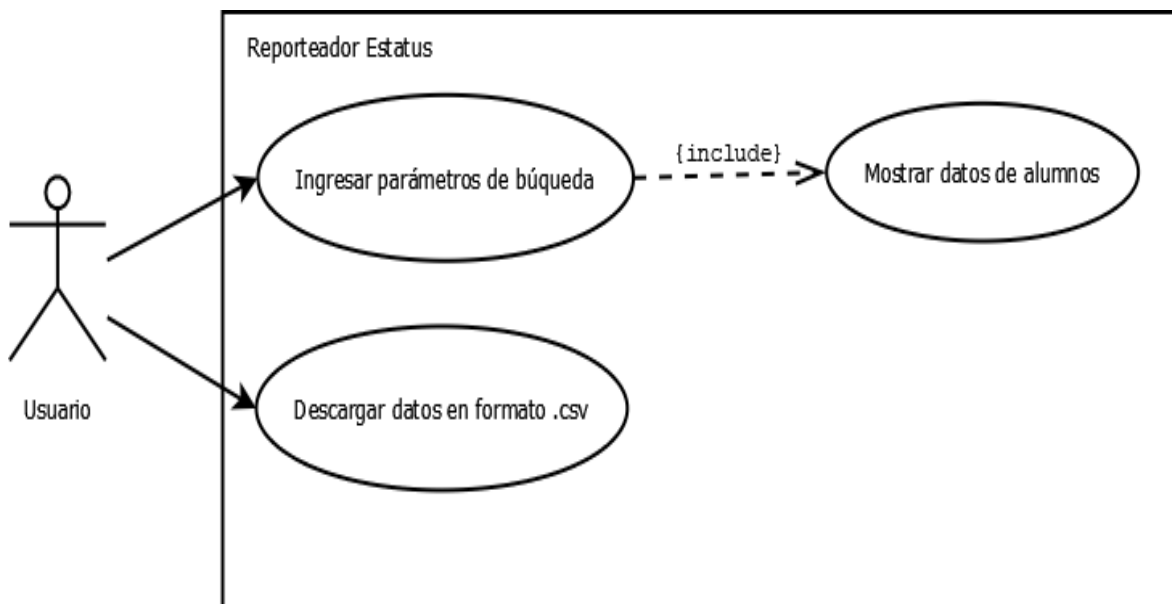 Reporteador Estatus
Ingresar parámetros de búqueda
{include}
Mostrar datos de alumnos
Usuario
Descargar datos en formato .csv